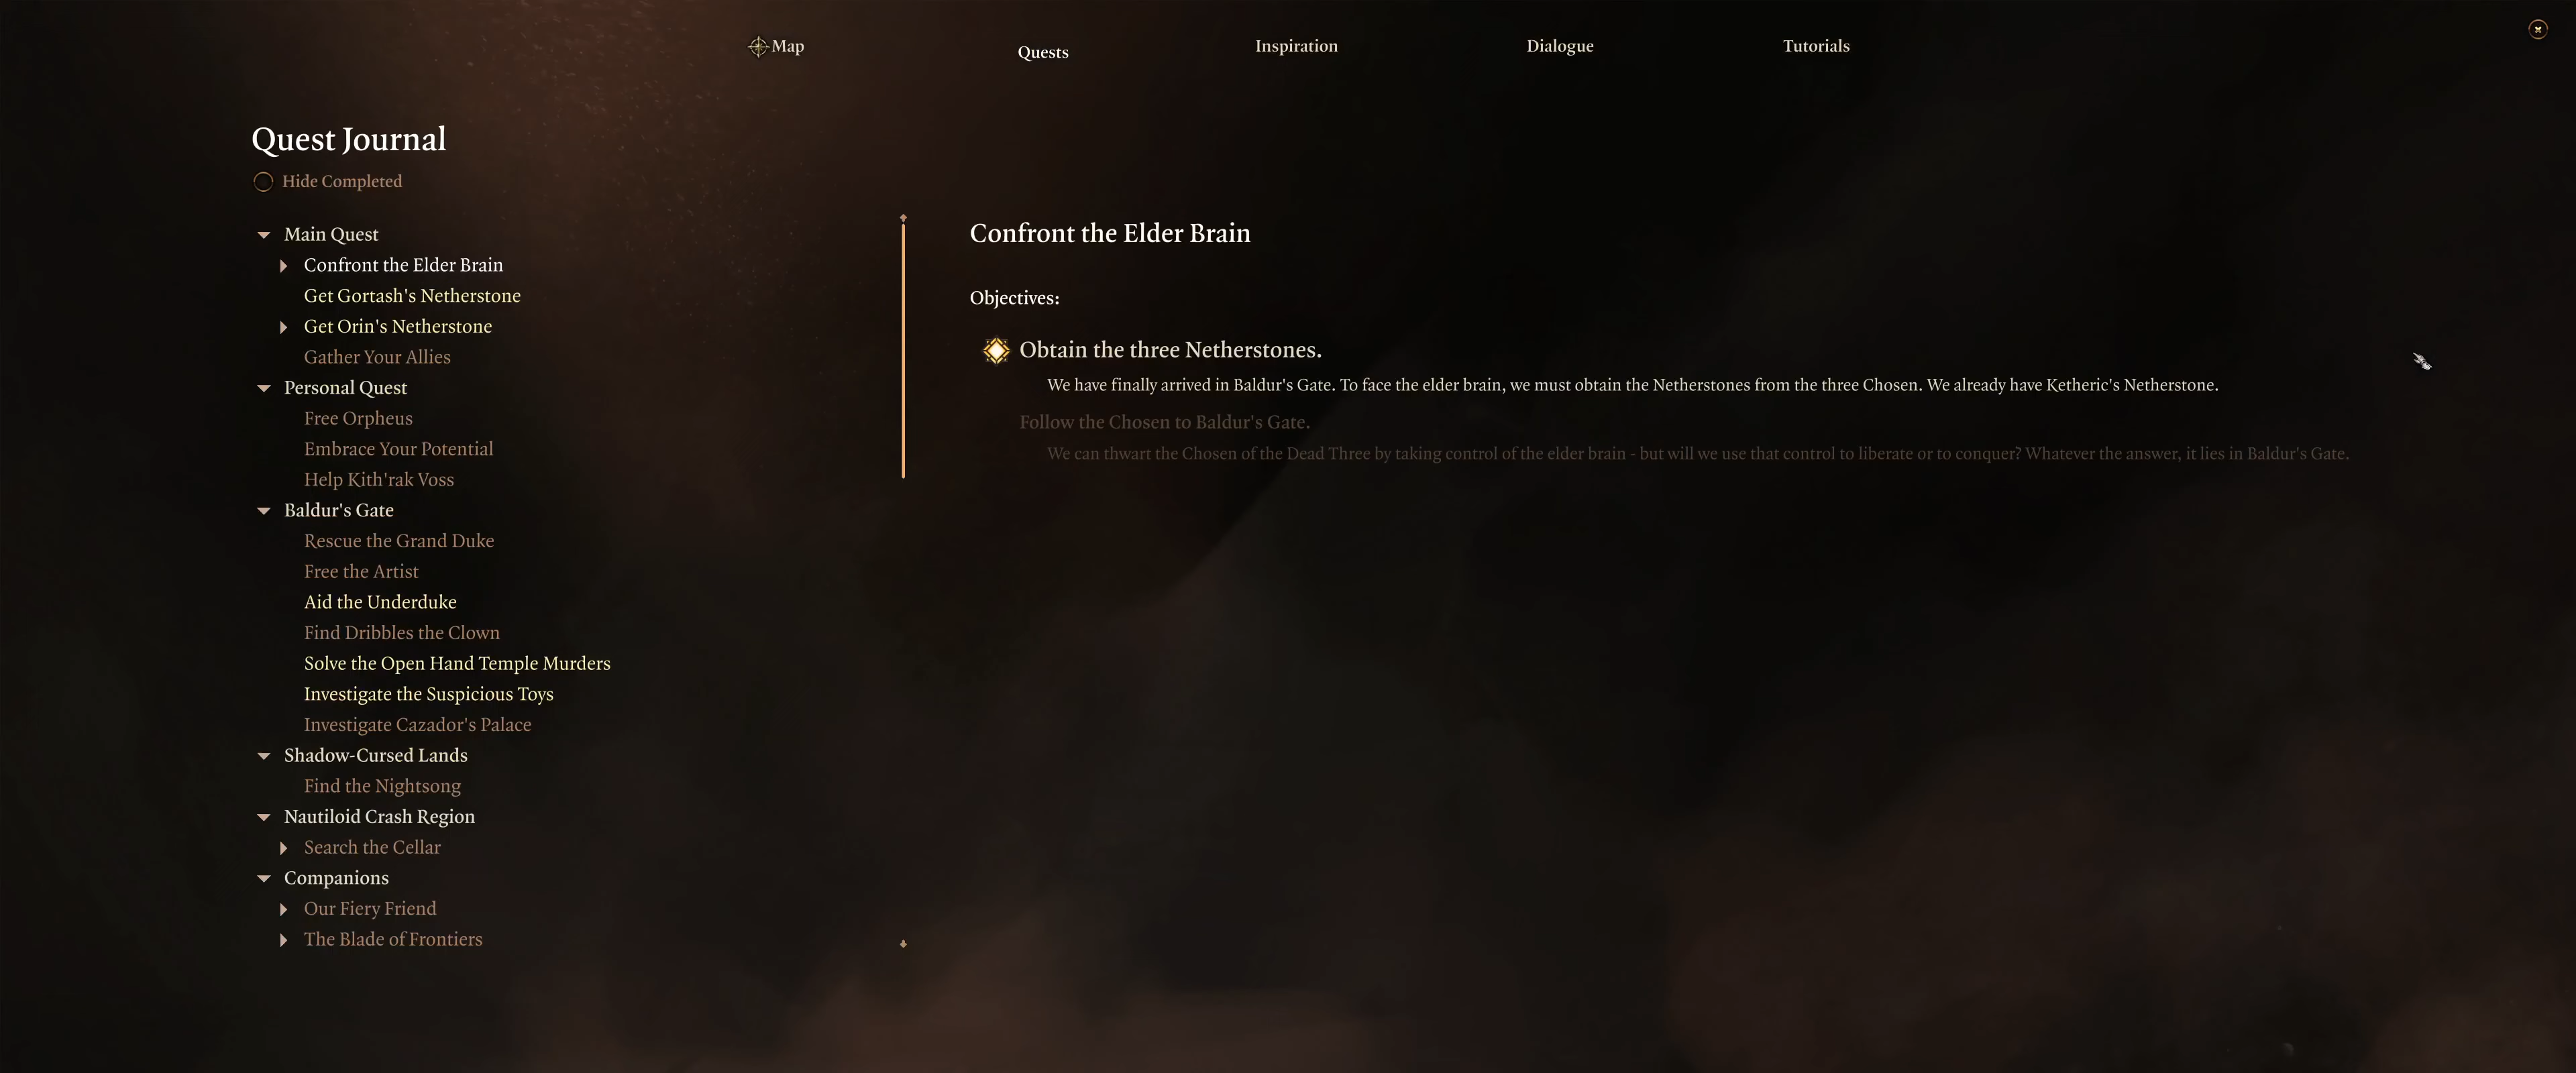 Map
Quests
Inspiration
Dialogue
Tutorials
Quest Journal
Hide Completed
Main Quest
Confront the Elder Brain
Get Gortash's Netherstone
Get Orin's Netherstone
Gather Your Allies
Personal Quest
Free Orpheus
Embrace Your Potential
Help Kith'rak Voss
Baldur's Gate
Rescue the Grand Duke
Free the Artist
Aid the Underduke
Find Dribbles the Clown
Solve the Open Hand Temple Murders
Investigate the Suspicious Toys
Investigate Cazador's Palace
Shadow-Cursed Lands
Find the Nightsong
Nautiloid Crash Region
Search the Cellar
Companions
Our Fiery Friend
The Blade of Frontiers
Confront the Elder Brain
Objectives:
Obtain the three Netherstones.
We have finally arrived in Baldur's Gate. To face the elder brain, we must obtain the Netherstones from the three Chosen. We already have Ketheric's Netherstone.
Follow the Chosen to Baldur's Gate.
We can thwart the Chosen of the Dead Three by taking control of the elder brain - but will we use that control to liberate or to conquer? Whatever the answer, it lies in Baldur's Gate.